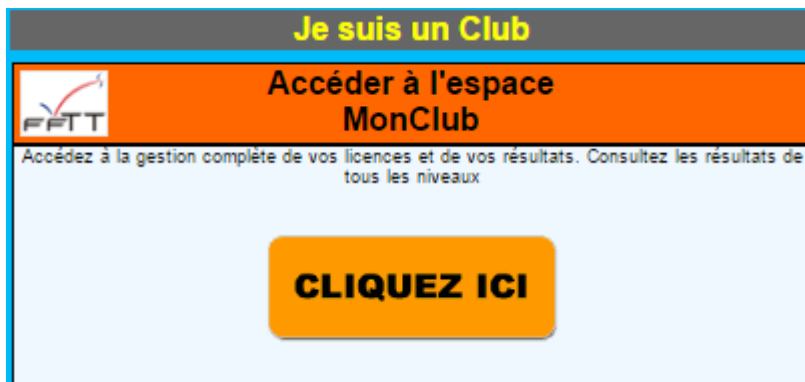 Je suis un Club
Accéder à l'espace
MonClub
FFTT
Accédez à la gestion complète de vos licences et de vos résultats. Consultez les résultats de
tous les niveaux
CLIQUEZ ICI